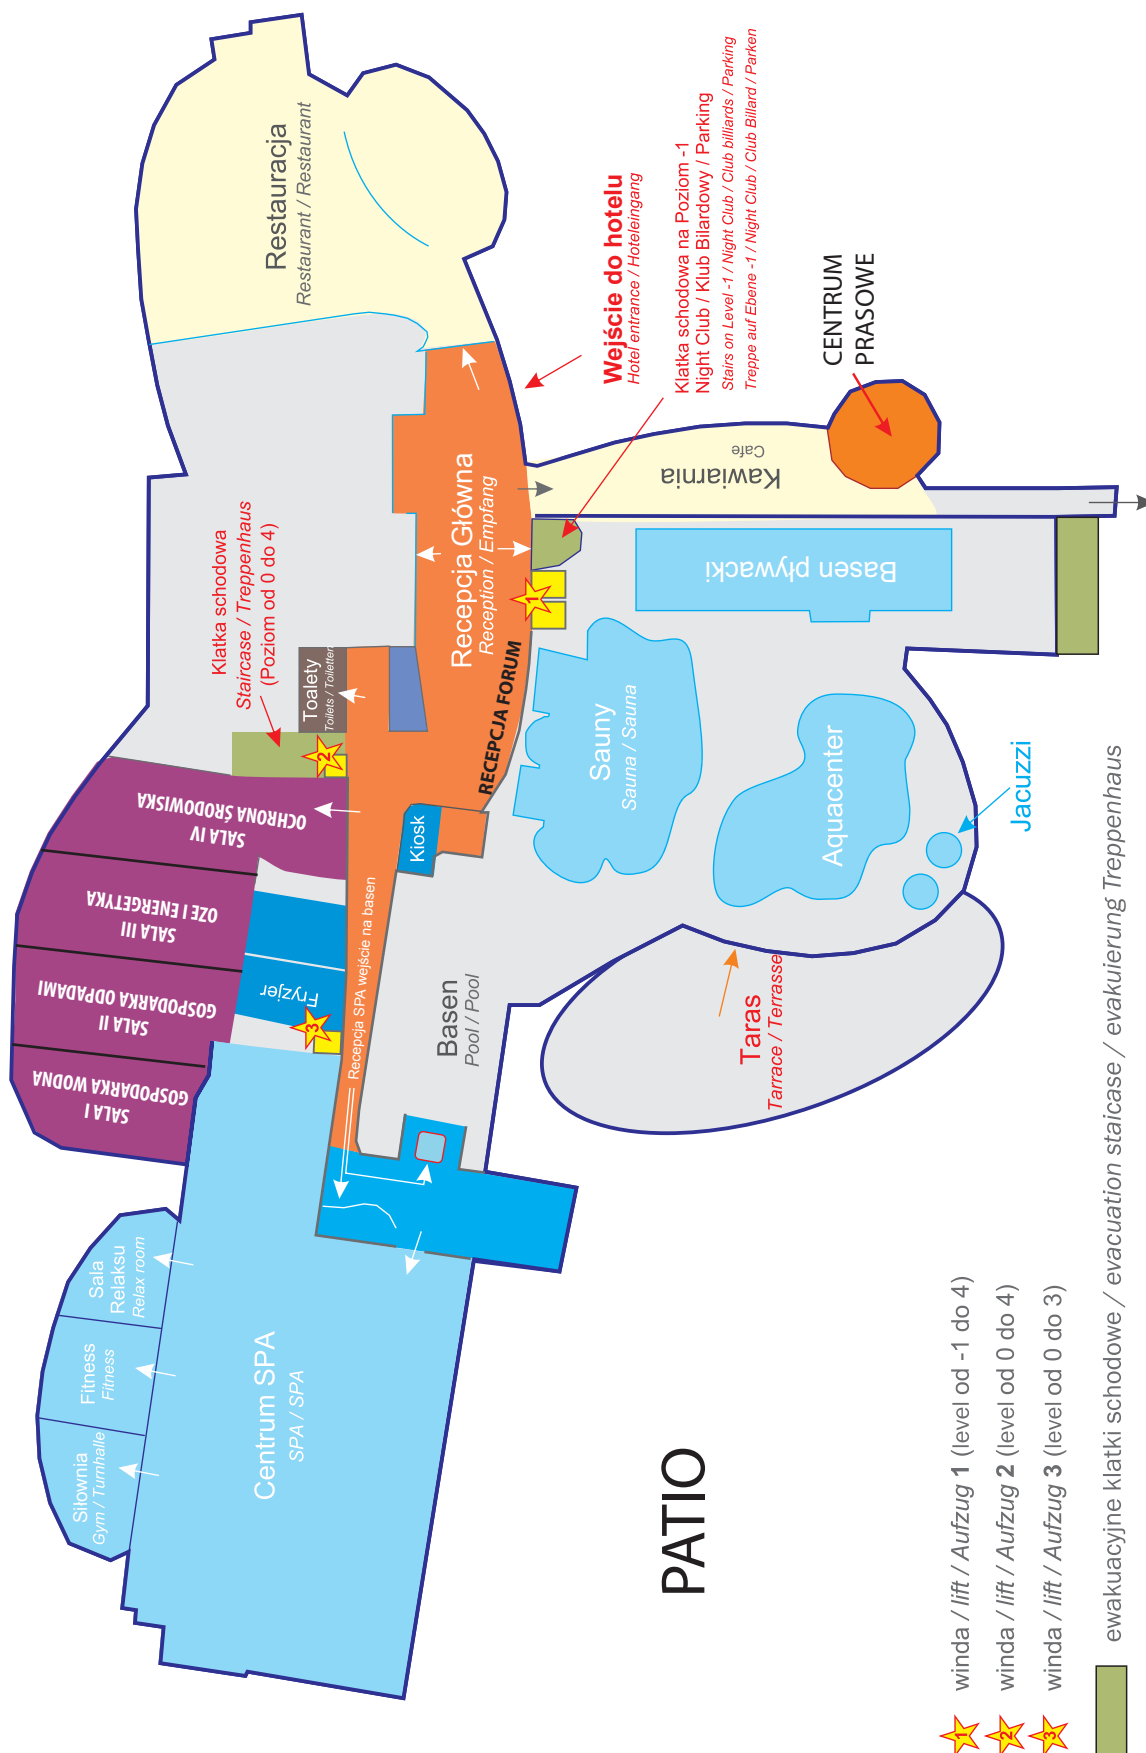 Restauracja
Restaurant / Restaurant
Wejście do hotelu
Hotel entrance / Hoteleingang
Klatka schodowa na Poziom -1
Night Club / Klub Bilardowy / Parking
Stairs on Level -1 / Night Club / Club billiards / Parking
Treppe auf Ebene -1 / Night Club / Club Billard / Parken
CENTRUM
PRASOWE
Kawiarnia
Cafe
Klatka schodowa
Staircase / Treppenhaus
(Poziom od 0 do 4)
Recepcja Główna
Reception / Empfang
RECEPCJA FORUM
1
Basen pływacki
Toalety
Toilets / Toiletten
2
Sauny
Sauna / Sauna
Aquacenter
Jacuzzi
Kiosk
SALA IV
OCHRONA ŚRODOWISKA
SALA III
OZE I ENERGETYKA
SALA II
GOSPODARKA ODPADAMI
SALA I
GOSPODARKA WODNA
Fryzjer
3
Recepcja SPA wejście na basen
Basen
Pool / Pool
Taras
Tarrace / Terrasse
Sala
Relaksu
Relax room
Fitness
Fitness
Siłownia
Gym / Turnhalle
Centrum SPA
SPA / SPA
PATIO
1 winda / lift / Aufzug 1 (level od -1 do 4)
2 winda / lift / Aufzug 2 (level od 0 do 4)
3 winda / lift / Aufzug 3 (level od 0 do 3)
ewakuacyjne klatki schodowe / evacuation staicase / evakuierung Treppenhaus